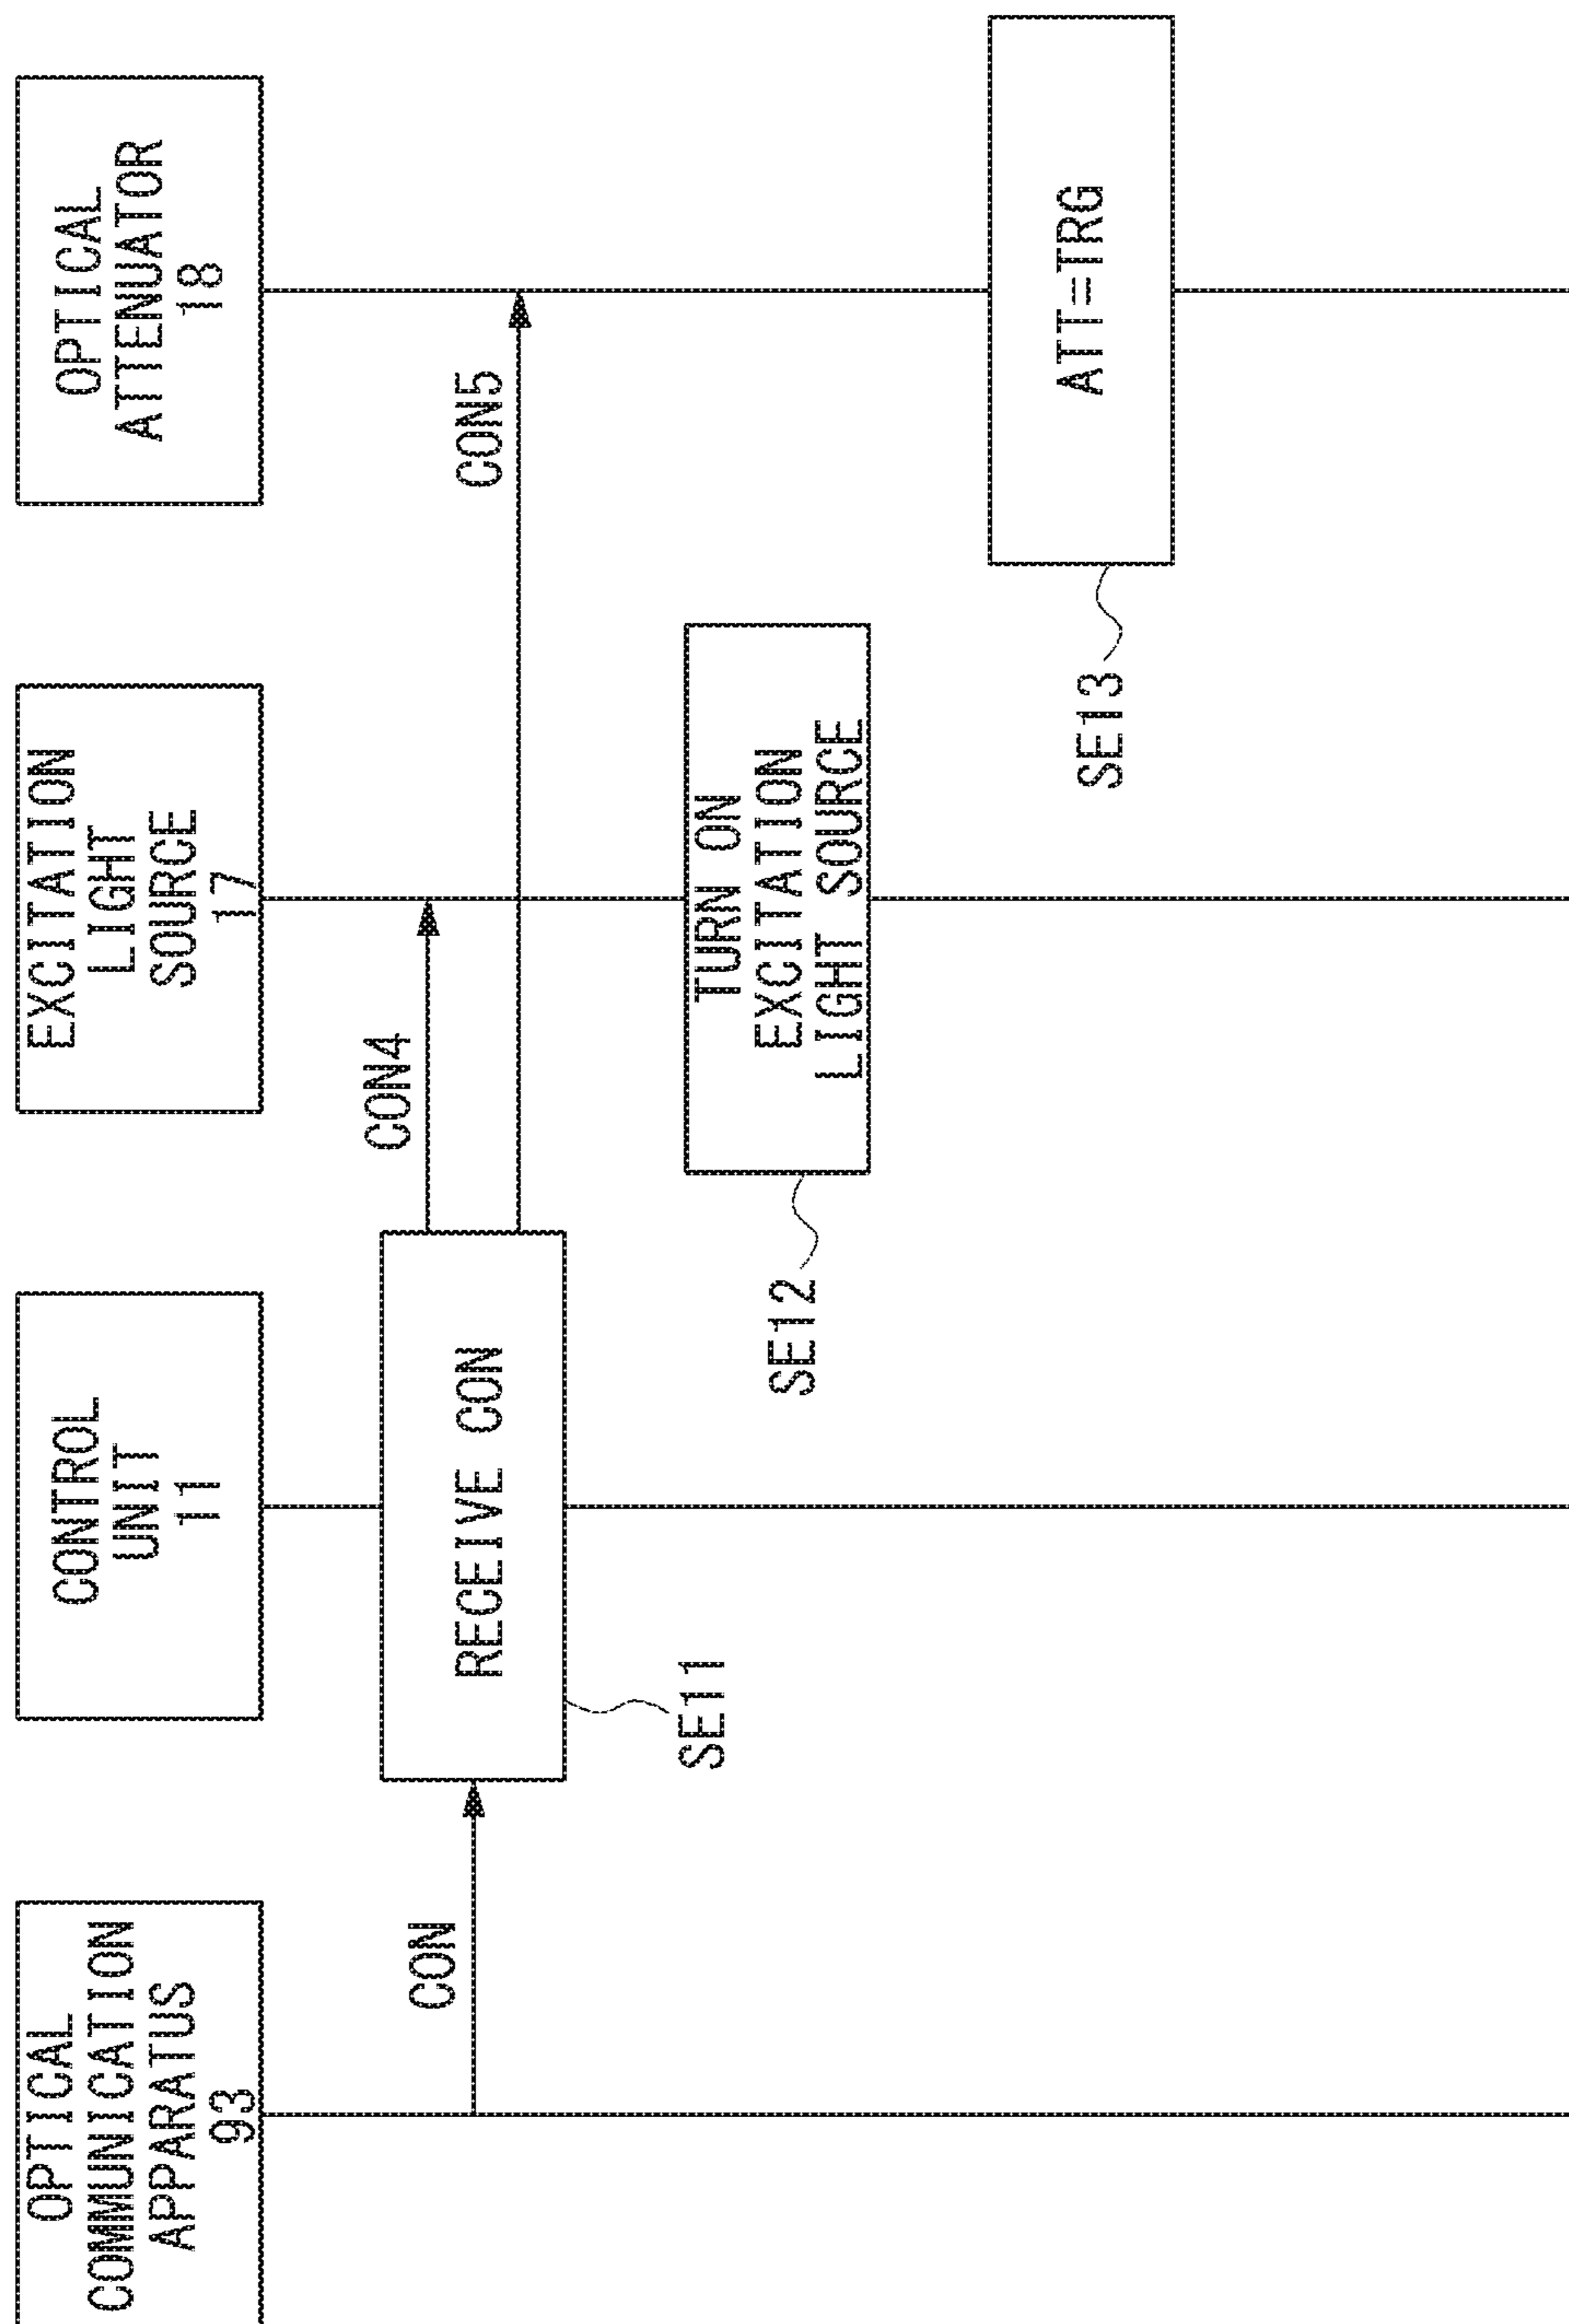 OPTICAL
COMMUNICATION
APPARATUS
93
CONTROL
UNIT
11
EXCITATION
LIGHT
SOURCE
17
OPTICAL
ATTENUATOR
18
CON
RECEIVE CON
SE11
CON4
CON5
TURN ON
EXCITATION
LIGHT SOURCE
SE12
ATT=TRG
SE13